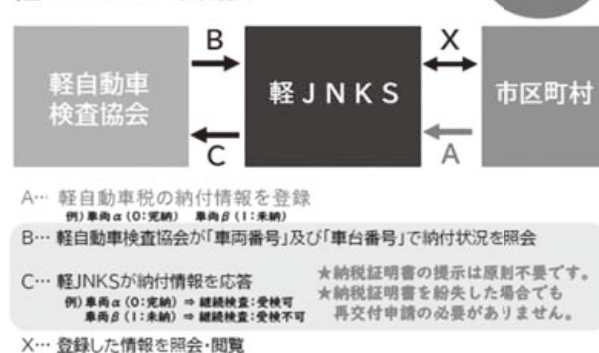 B
X
軽自動車
検査協会
軽JNKS
市区町村
C
A
A… 軽自動車税の納付情報を登録
例)車両α(0:完納) 車両β(1:未納)
B… 軽自動車検査協会が「車両番号」及び「車台番号」で納付状況を照会
C… 軽JNKSが納付情報を応答
例)車両α(0:完納)⇒継続検査:受検可
車両β(1:未納)⇒継続検査:受検不可
★納税証明書の提示は原則不要です。
★納税証明書を紛失した場合でも
再交付申請の必要がありません。
X… 登録した情報を照会・閲覧